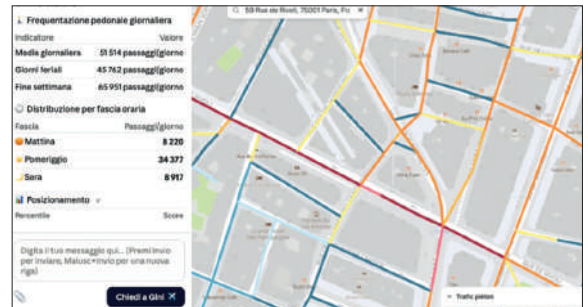 Frequentazione pedonale giornaliera
Indicatore Valore
Media giornaliera 51 514 passaggi/giorno
Giorni feriali 45 762 passaggi/giorno
Fine settimana 65 951 passaggi/giorno
Distribuzione per fascia oraria
Fascia Passaggi/giorno
Mattina 8 220
Pomeriggio 34 377
Sera 8 917
Posizionamento
Percentile Score
Digita il tuo messaggio qui... (Premi Invio
per inviare, Maiusc+Invio per una nuova
riga)
Chiedi a Gini
59 Rue de Rivoli, 75001 Paris,
Trafic piéton